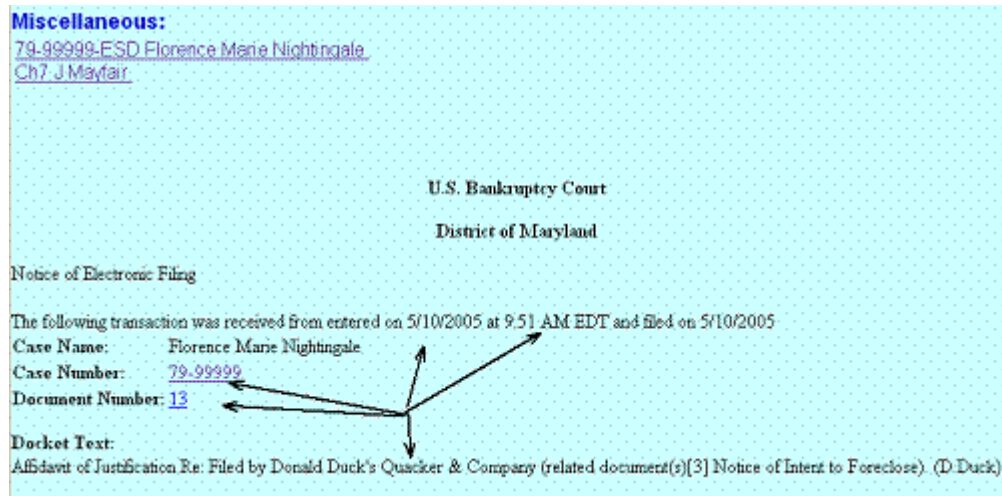 Miscellaneous:
79-99999-ESD Florence Marie Nightingale
Ch7 J Mayfair
U.S. Bankruptcy Court
District of Maryland
Notice of Electronic Filing
The following transaction was received from entered on 5/10/2005 at 9:51 AM EDT and filed on 5/10/2005
Case Name: Florence Marie Nightingale
Case Number: 79-99999
Document Number: 13
Docket Text:
Affidavit of Justification Re: Filed by Donald Duck's Quacker & Company (related document(s)[3] Notice of Intent to Foreclose). (D.Duck)